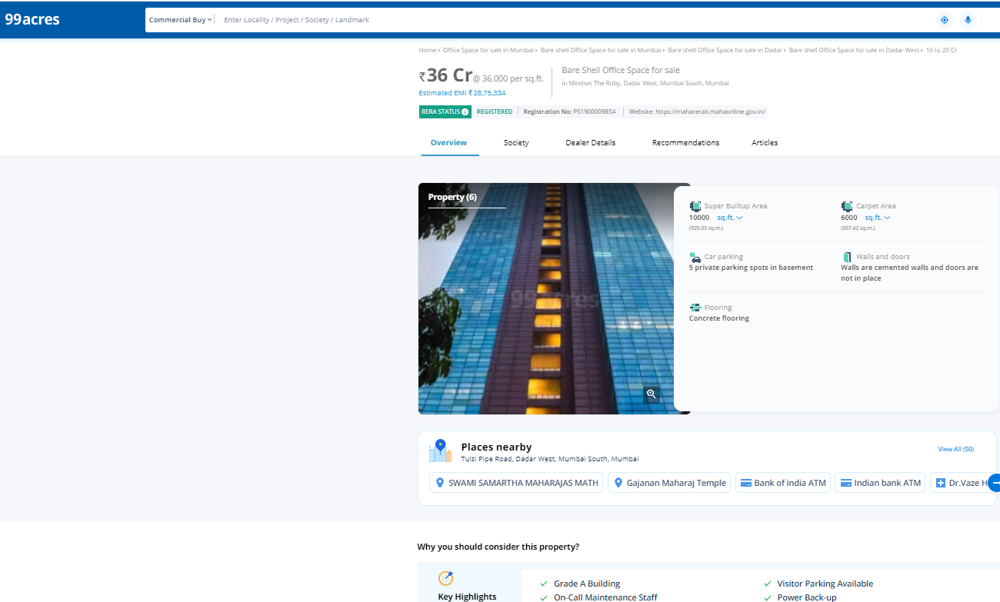 99acres
Commercial Buy
Enter Locality / Project / Society / Landmark
Home › Office Space for sale in Mumbai › Bare shell Office Space for sale in Mumbai › Bare shell Office Space for sale in Dadar › Bare shell Office Space for sale in Dadar West › 10 to 20 Cr
₹36 Cr @ 36,000 per sq.ft.
Estimated EMI ₹ 28,75,334
Bare Shell Office Space for sale
in Mindset The Ruby, Dadar West, Mumbai South, Mumbai
RERA STATUS REGISTERED Registration No: P51900009854 Website: https://maharerait.mahaonline.gov.in/
Overview Society Dealer Details Recommendations Articles
Property (6)
99acres
Super Builtup Area
10000 sq.ft.
(929.03 sq.m.)
Carpet Area
6000 sq.ft.
(557.42 sq.m.)
Car parking
5 private parking spots in basement
Walls and doors
Walls are cemented walls and doors are
not in place
Flooring
Concrete flooring
Places nearby
View All (50)
Tulsi Pipe Road, Dadar West, Mumbai South, Mumbai
SWAMI SAMARTHA MAHARAJAS MATH Gajanan Maharaj Temple Bank of india ATM Indian bank ATM Dr.Vaze H
Why you should consider this property?
Key Highlights
Grade A Building
Visitor Parking Available
On-Call Maintenance Staff
Power Back-up